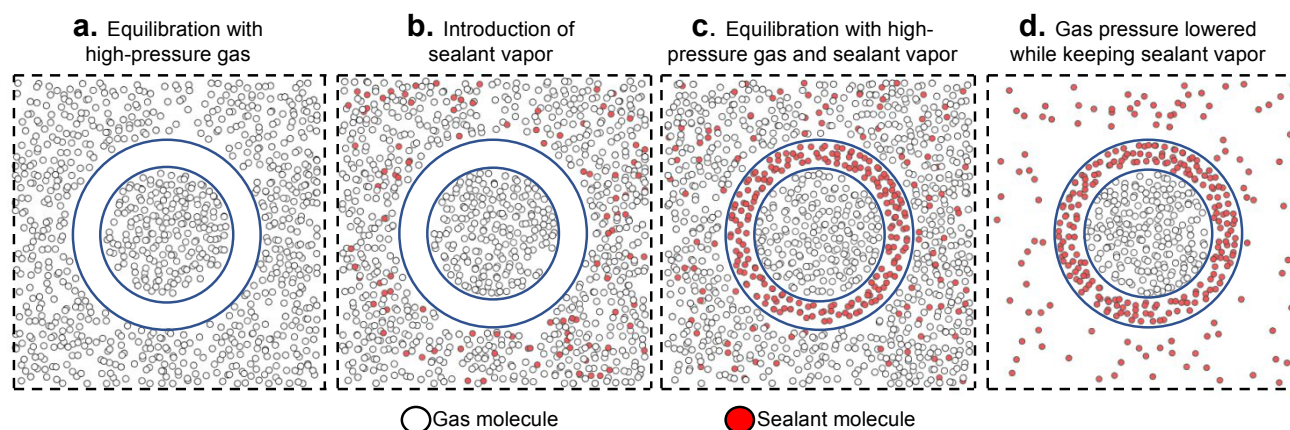 a. Equilibration with
high-pressure gas
b. Introduction of
sealant vapor
c. Equilibration with high-
pressure gas and sealant vapor
d. Gas pressure lowered
while keeping sealant vapor
Gas molecule
Sealant molecule